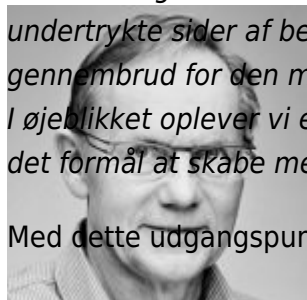 undertrykte sider af be
gennembrud for den m
I øjeblikket oplever vi e
det formål at skabe me
Med dette udgangspun